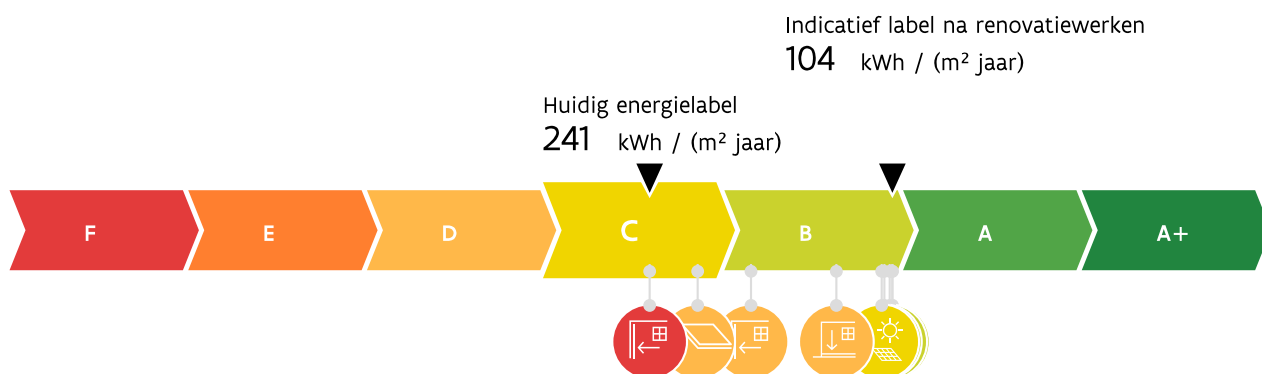 Indicatief label na renovatiewerken
104 kWh / (m² jaar)
Huidig energielabel
241 kWh / (m² jaar)
F E D C B A A+